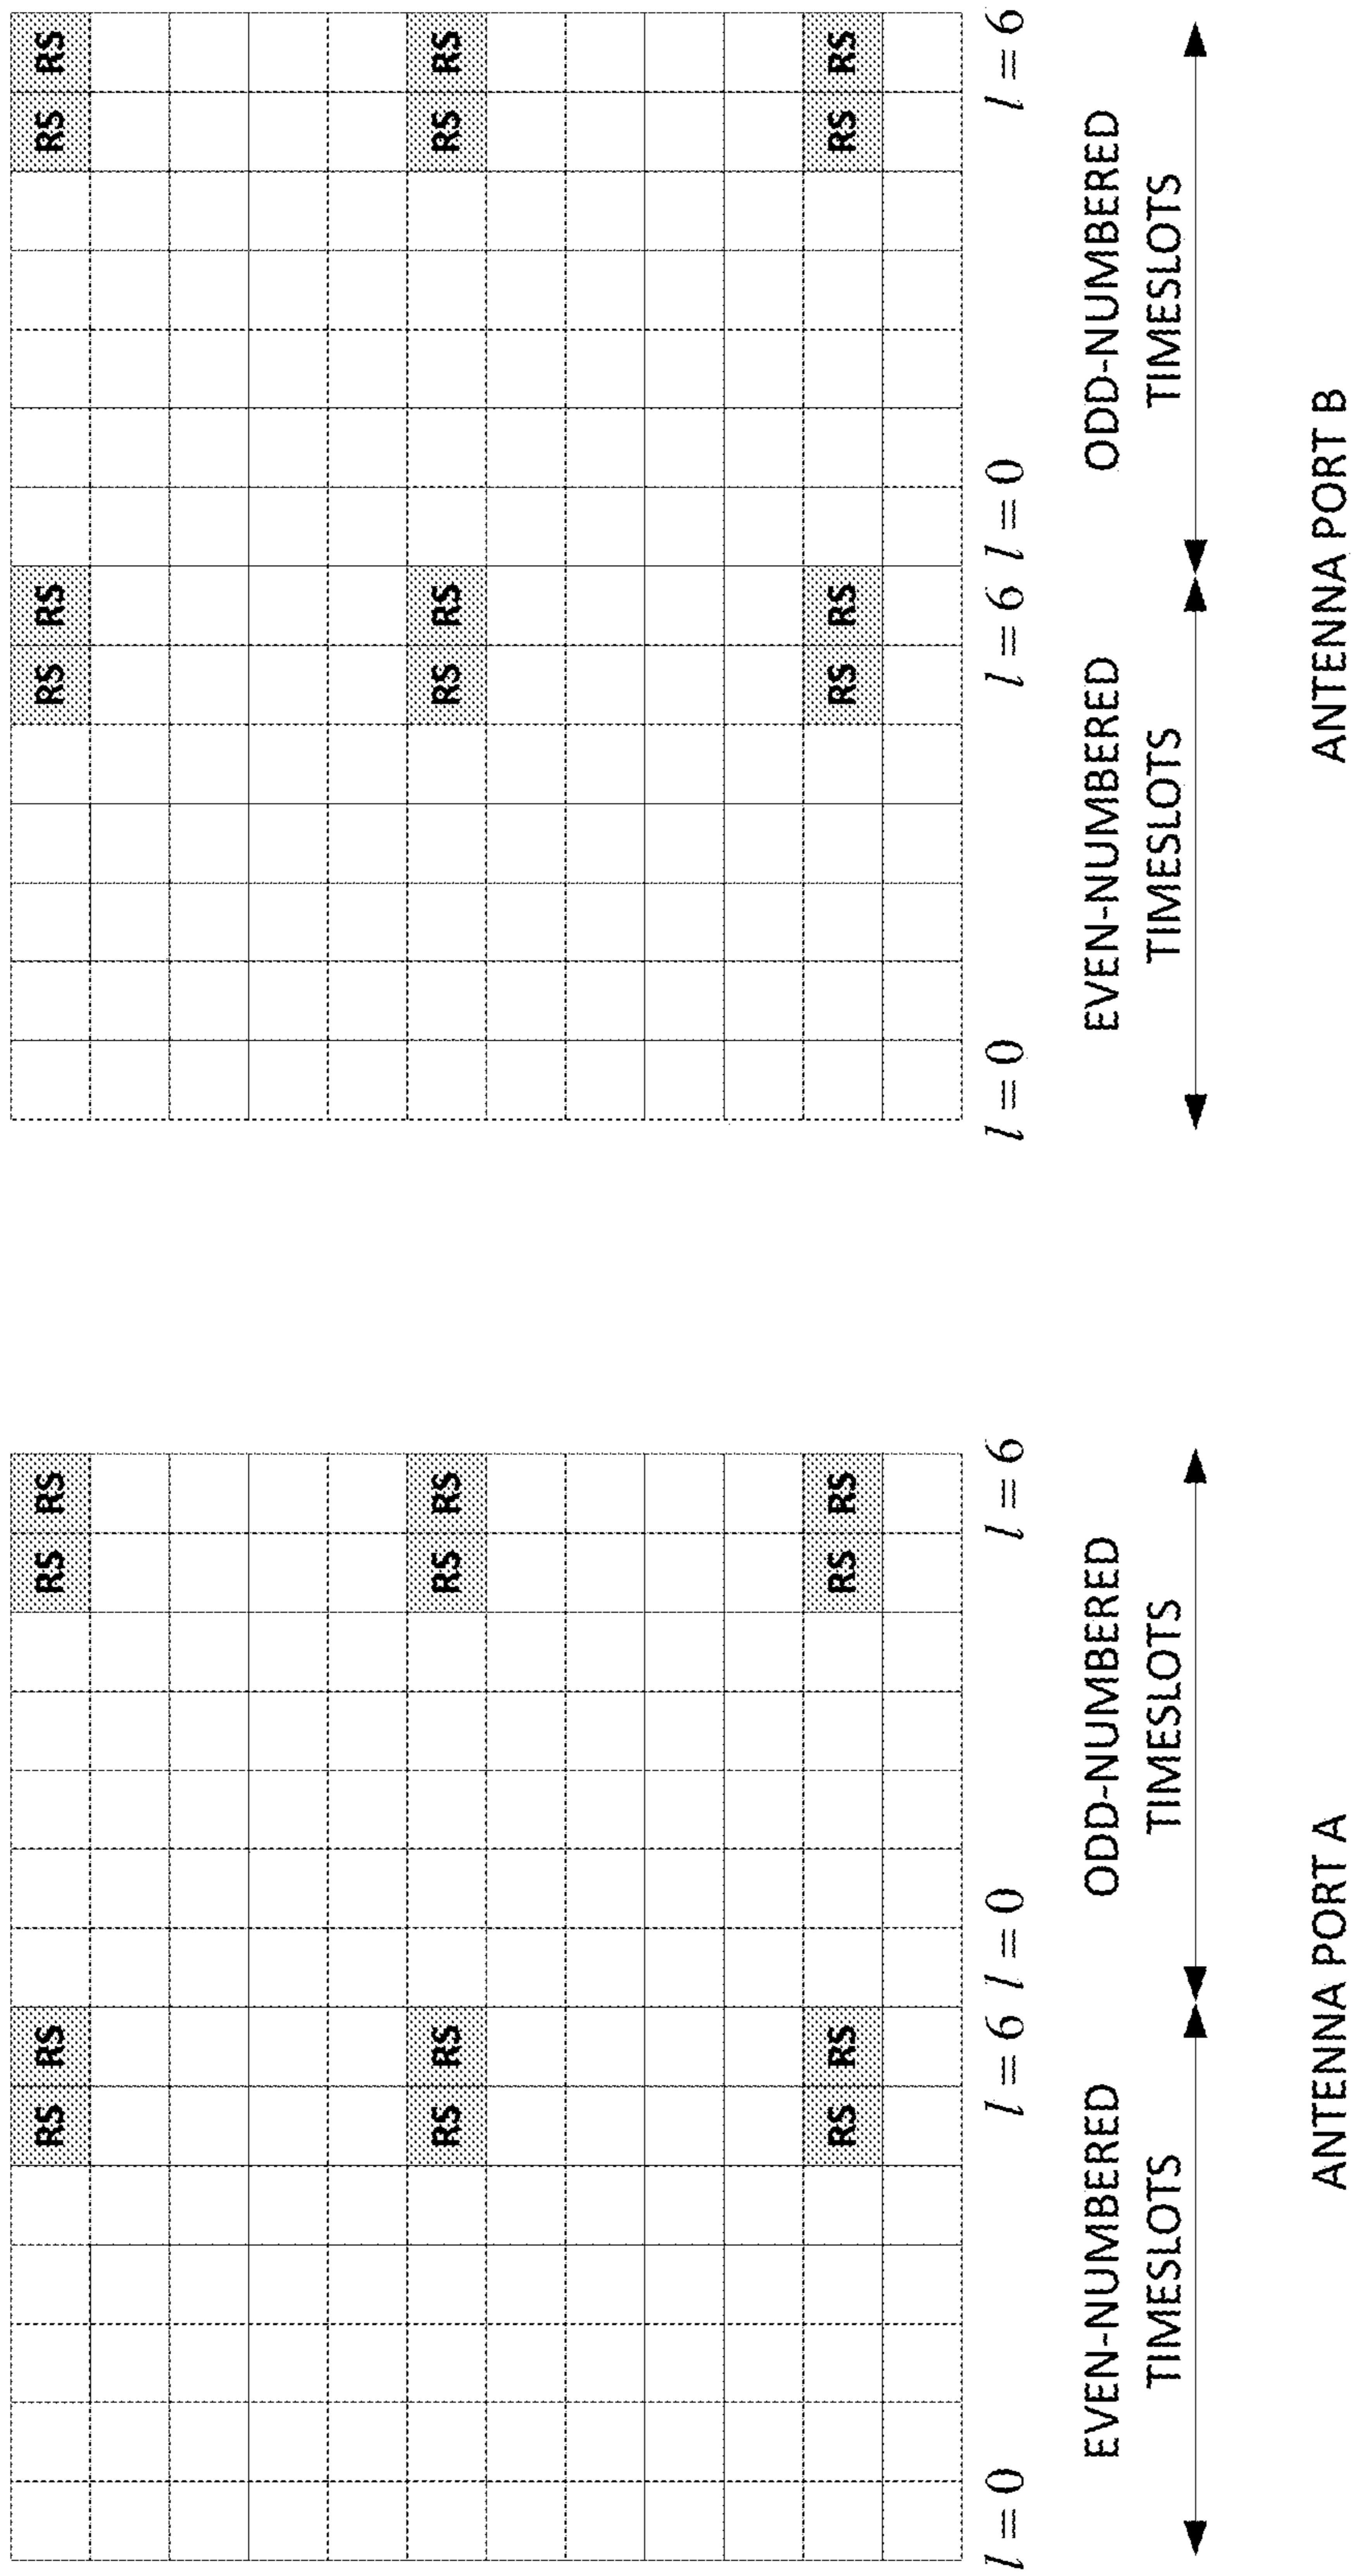 RS RS RS RS RS RS RS RS
RS RS RS RS RS RS RS RS
RS RS RS RS RS RS RS RS
l = 0 l = 6 l = 0 l = 6 l = 0 l = 6 l = 0 l = 6
EVEN-NUMBERED ODD-NUMBERED EVEN-NUMBERED ODD-NUMBERED
TIMESLOTS TIMESLOTS TIMESLOTS TIMESLOTS
ANTENNA PORT A ANTENNA PORT B